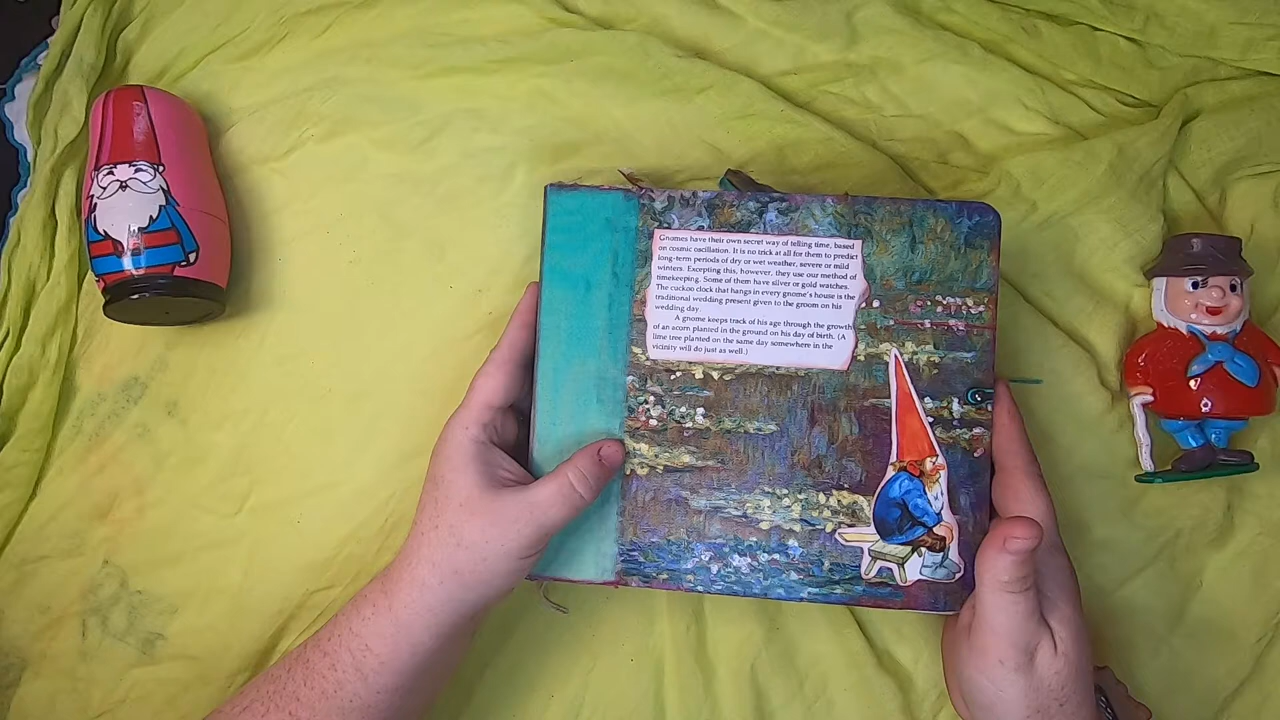 Gnomes have their own secret way of telling time, based
on cosmic oscillation. It is no trick at all for them to predict
long-term periods of dry or wet weather, severe or mild
winters. Excepting this, however, they use our method of
timekeeping. Some of them have silver or gold watches.
The cuckoo clock that hangs in every gnome's house is the
traditional wedding present given to the groom on his
wedding day.
A gnome keeps track of his age through the growth
of an acorn planted in the ground on his day of birth. (A
lime tree planted on the same day somewhere in the
vicinity will do just as well.)